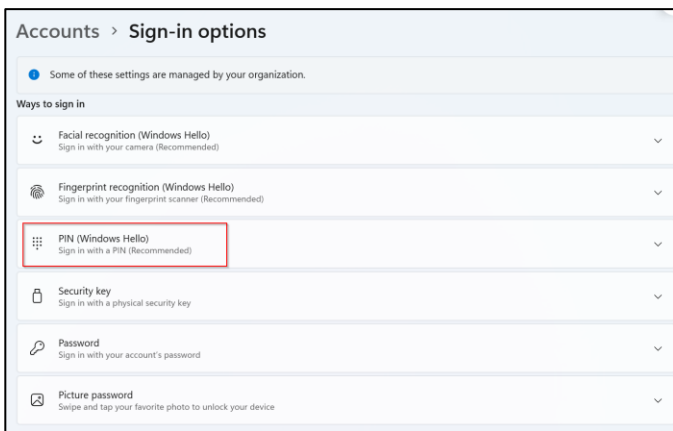 Accounts > Sign-in options
Some of these settings are managed by your organization.
Ways to sign in
Facial recognition (Windows Hello)
Sign in with your camera (Recommended)
Fingerprint recognition (Windows Hello)
Sign in with your fingerprint scanner (Recommended)
PIN (Windows Hello)
Sign in with a PIN (Recommended)
Security key
Sign in with a physical security key
Password
Sign in with your account's password
Picture password
Swipe and tap your favorite photo to unlock your device